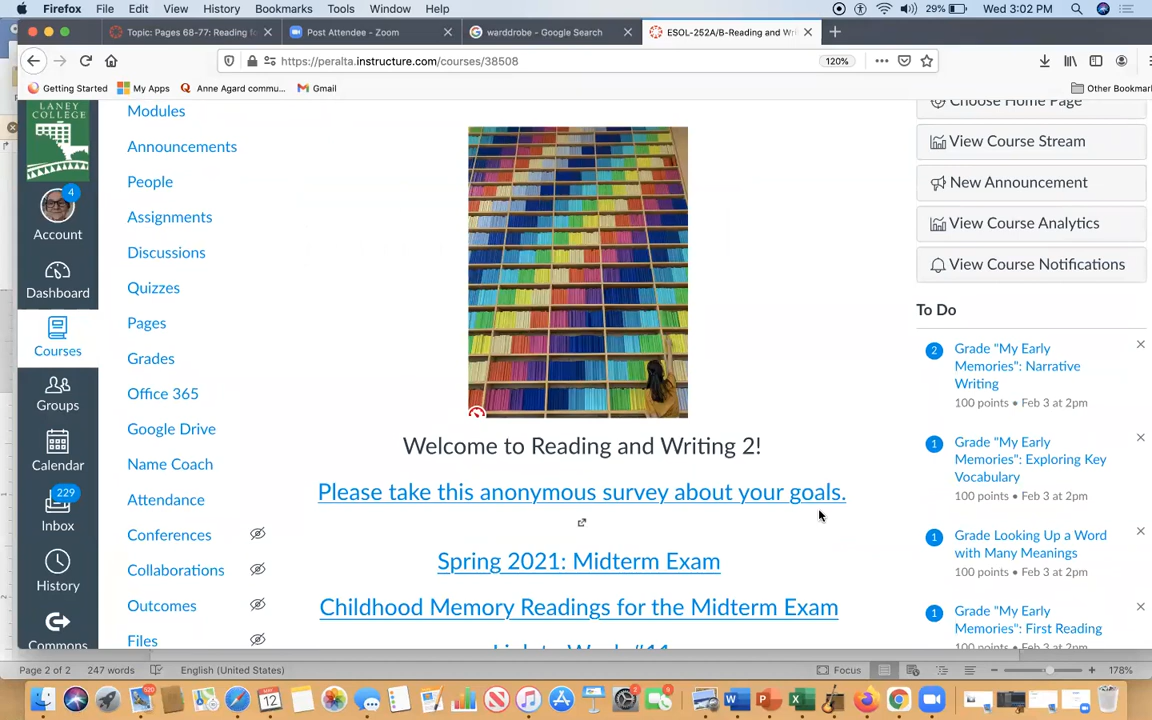 Firefox File Edit View History Bookmarks Tools Window Help
29% Wed 3:02 PM
Topic: Pages 68-77: Reading f
Post Attendee - Zoom
warddrobe - Google Search
ESOL-252A/B-Reading and Wri
https://peralta.instructure.com/courses/38508
120%
Getting Started
My Apps
Anne Agard commu...
Gmail
Other Bookmar
LANEY
COLLEGE
4
Account
Dashboard
Courses
Groups
Calendar
229
Inbox
History
Commons
Modules
Announcements
People
Assignments
Discussions
Quizzes
Pages
Grades
Office 365
Google Drive
Name Coach
Attendance
Conferences
Collaborations
Outcomes
Files
Welcome to Reading and Writing 2!
Please take this anonymous survey about your goals.
Spring 2021: Midterm Exam
Childhood Memory Readings for the Midterm Exam
Choose Home Page
View Course Stream
New Announcement
View Course Analytics
View Course Notifications
To Do
2
Grade "My Early
Memories": Narrative
Writing
100 points • Feb 3 at 2pm
1
Grade "My Early
Memories": Exploring Key
Vocabulary
100 points • Feb 3 at 2pm
1
Grade Looking Up a Word
with Many Meanings
100 points • Feb 3 at 2pm
1
Grade "My Early
Memories": First Reading
100 points • Feb 3 at 2pm
Page 2 of 2 247 words English (United States)
Focus
178%